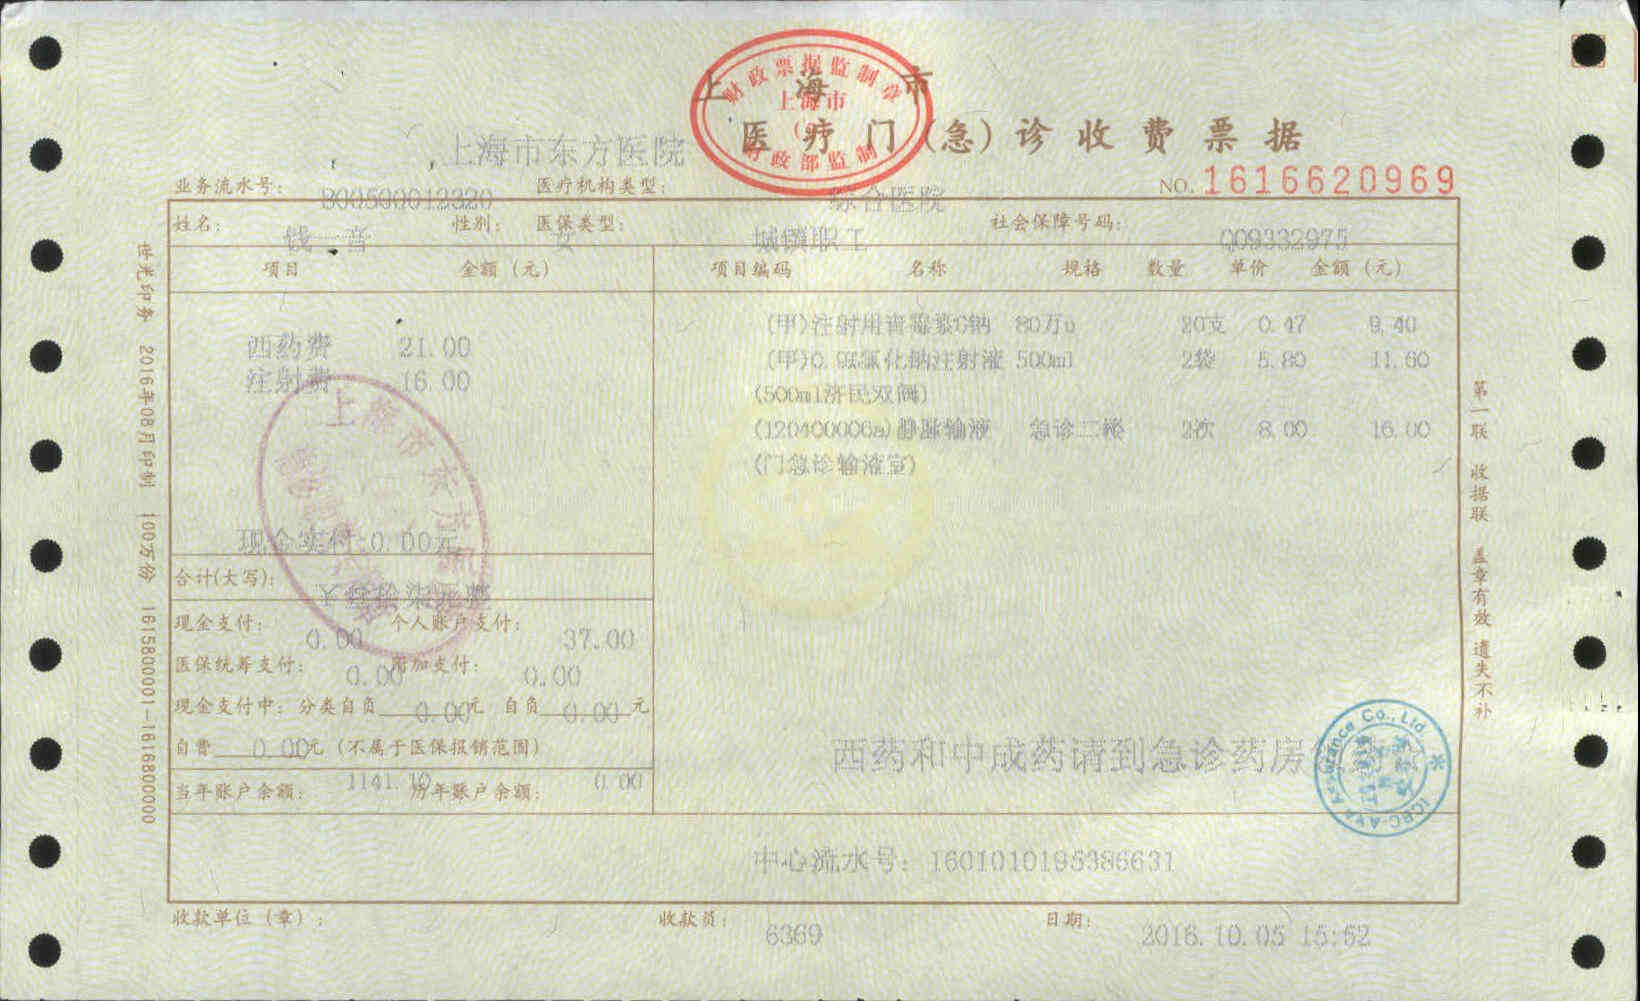 上海市
医疗门(急)诊收费票据
财政票据监制章
上海市
财政部监制
上海市东方医院
NO. 1616620969
业务流水号： B00500012320 医疗机构类型： 综合医院
姓名： 钱一音 性别： 女 医保类型： 城镇职工 社会保障号码： Q09332975
项目 金额（元） 项目编码 名称 规格 数量 单价 金额（元）
西药费 21.00
注射费 16.00
(甲)注射用青霉素G钠 80万u 20支 0.47 9.40
(甲)0.9%氯化钠注射液 500ml 2袋 5.80 11.60
(500ml济民双阀)
(120400006a)静脉输液 急诊二楼 2次 8.00 16.00
(门急诊输液室)
现金实付:0.00元
合计(大写)： ￥叁拾柒元整
现金支付： 0.00 个人账户支付： 37.00
医保统筹支付： 0.00 附加支付： 0.00
现金支付中：分类自负 0.00元 自负 0.00元
自费 0.00元（不属于医保报销范围）
当年账户余额： 1141.10 历年账户余额： 0.00
西药和中成药请到急诊药房
中心流水号：1601010195386631
收款单位（章）： 收款员： 6369 日期： 2016.10.05 15:52
世光印务 2016年08月印制 100万份 161580001-161680000
第一联 收据联 盖章有效 遗失不补
上海市东方医院
ICBC-AXA Assurance Co., Ltd.